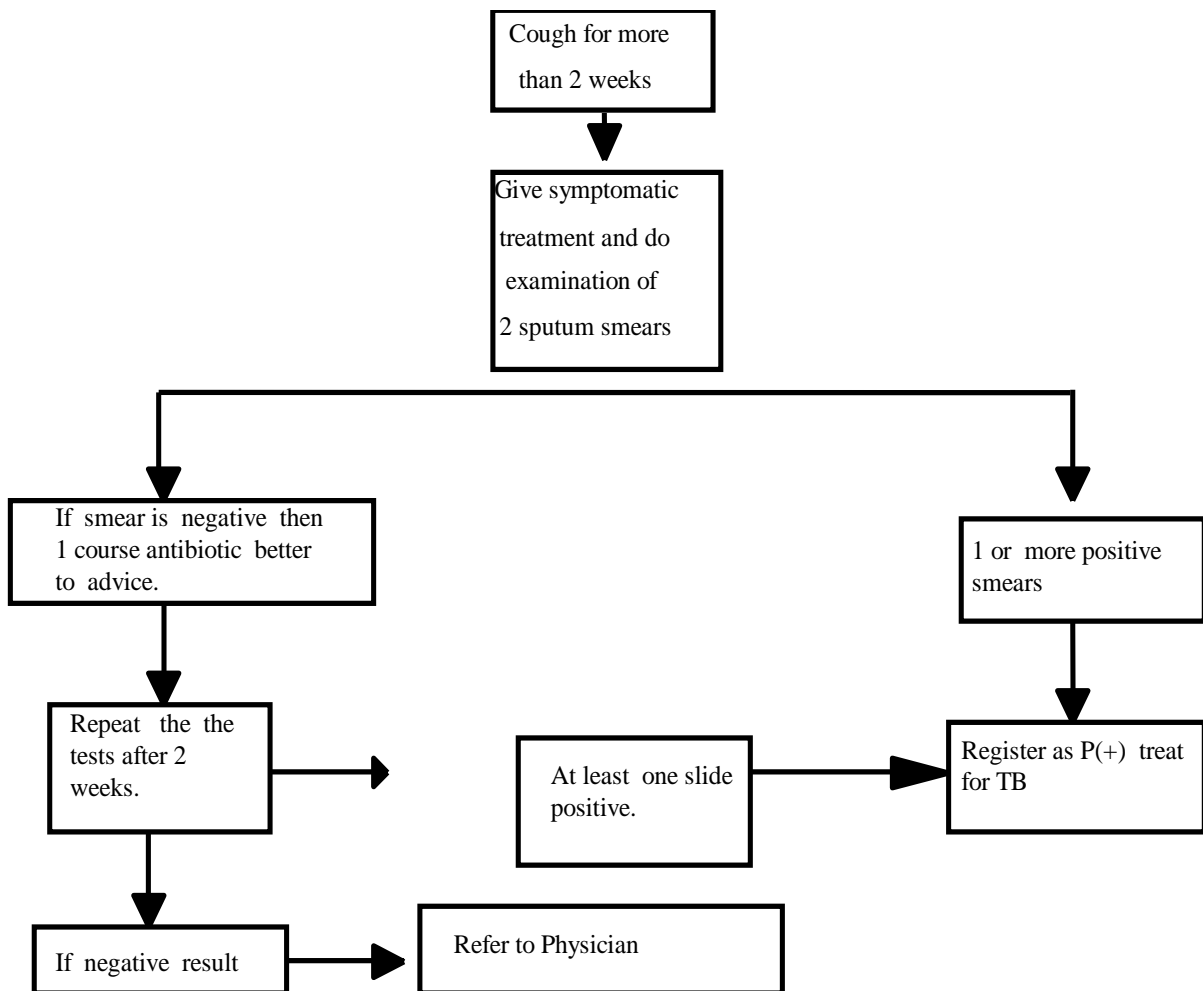 Cough for more
than 2 weeks
Give symptomatic
treatment and do
examination of
2 sputum smears
If smear is negative then
1 course antibiotic better
to advice.
1 or more positive
smears
Repeat the the
tests after 2
weeks.
At least one slide
positive.
Register as P(+) treat
for TB
If negative result
Refer to Physician